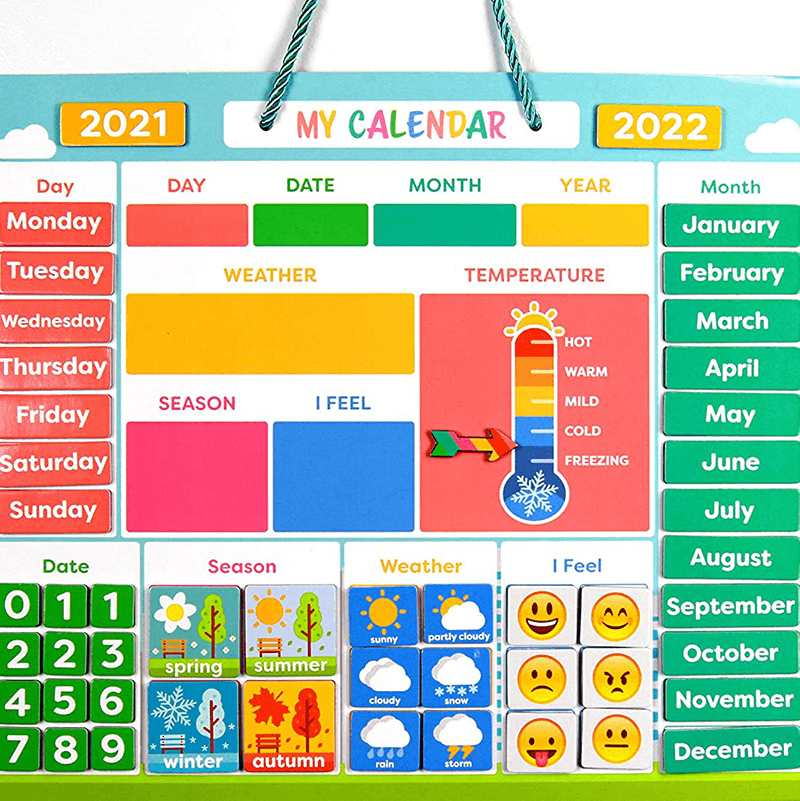 2021
MY CALENDAR
2022
Day
Monday
Tuesday
Wednesday
Thursday
Friday
Saturday
Sunday
DAY
DATE
MONTH
YEAR
WEATHER
TEMPERATURE
HOT
WARM
MILD
COLD
FREEZING
SEASON
I FEEL
Month
January
February
March
April
May
June
July
August
September
October
November
December
Date
0 1 1
2 2 3
4 5 6
7 8 9
Season
spring
summer
winter
autumn
Weather
sunny
partly cloudy
cloudy
snow
rain
storm
I Feel